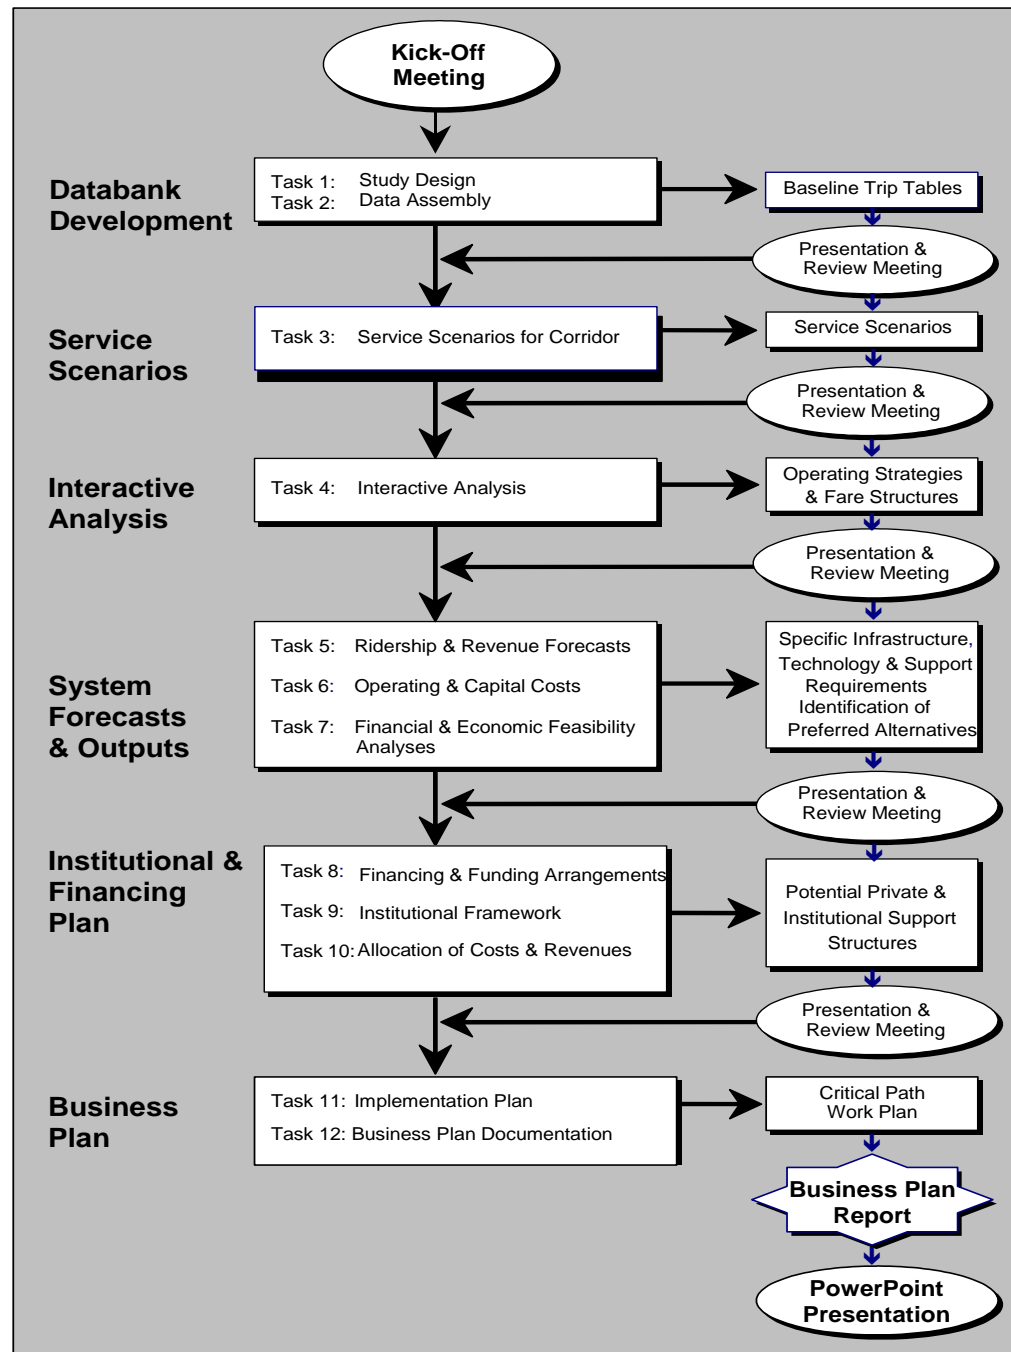 Kick-Off
Meeting
Databank
Development
Task 1: Study Design
Task 2: Data Assembly
Baseline Trip Tables
Presentation &
Review Meeting
Service
Scenarios
Task 3: Service Scenarios for Corridor
Service Scenarios
Presentation &
Review Meeting
Interactive
Analysis
Task 4: Interactive Analysis
Operating Strategies
& Fare Structures
Presentation &
Review Meeting
System
Forecasts
& Outputs
Task 5: Ridership & Revenue Forecasts
Task 6: Operating & Capital Costs
Task 7: Financial & Economic Feasibility
Analyses
Specific Infrastructure,
Technology & Support
Requirements
Identification of
Preferred Alternatives
Presentation &
Review Meeting
Institutional &
Financing
Plan
Task 8: Financing & Funding Arrangements
Task 9: Institutional Framework
Task 10: Allocation of Costs & Revenues
Potential Private &
Institutional Support
Structures
Presentation &
Review Meeting
Business
Plan
Task 11: Implementation Plan
Task 12: Business Plan Documentation
Critical Path
Work Plan
Business Plan
Report
PowerPoint
Presentation